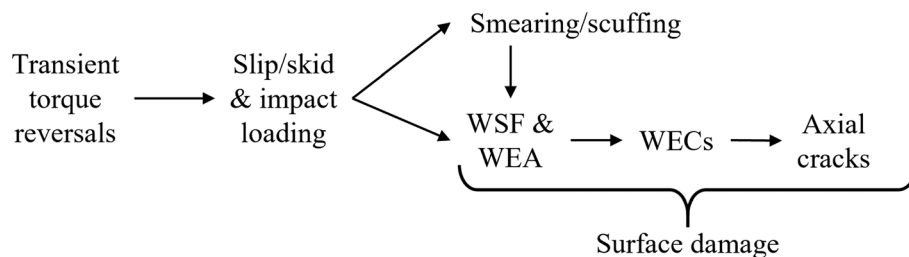 Transient
torque
reversals
Slip/skid
& impact
loading
Smearing/scuffing
WSF &
WEA
WECs
Axial
cracks
Surface damage